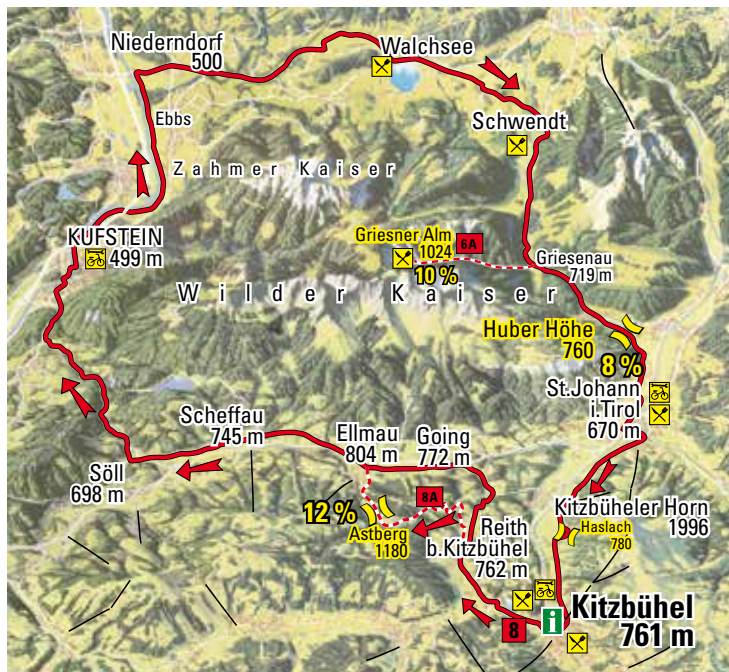 Niederndorf
500
Walchsee
Ebbs
Schwendt
Zahmer Kaiser
KUFSTEIN
499 m
Griesner Alm
1024
6A
10 %
Griesenau
719 m
Wilder Kaiser
Huber Höhe
760
8 %
St.Johann
i.Tirol
670 m
Scheffau
745 m
Ellmau
804 m
Going
772 m
Söll
698 m
8A
12 %
Astberg
1180
Reith
b.Kitzbühel
762 m
Kitzbüheler Horn
1996
Haslach
780
8
i
Kitzbühel
761 m